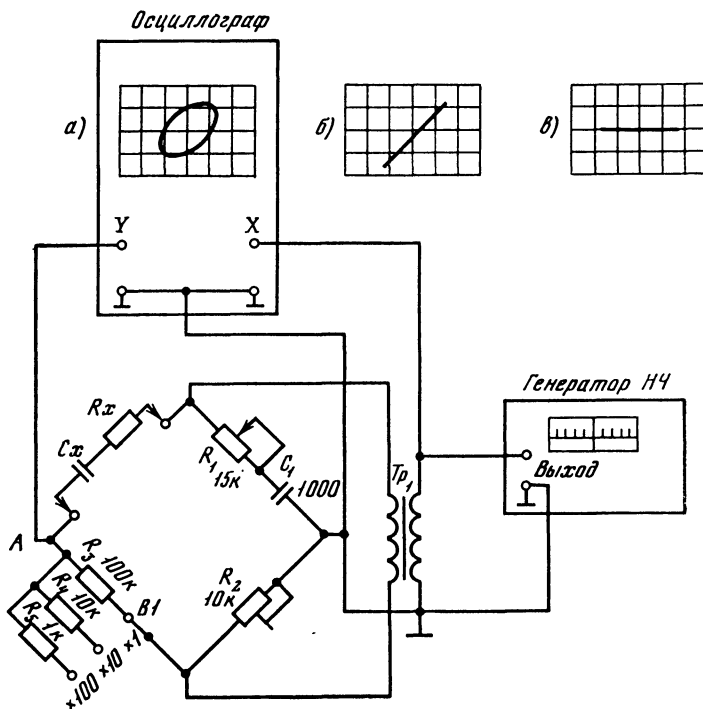 Осциллограф
а)
б)
в)
Y X
Генератор НЧ
Выход
Rx
Cx
R1 15к
C1 1000
Тр1
A
R3 100к
R4 10к
R5 1к
B1
R2 10к
×100 ×10 ×1